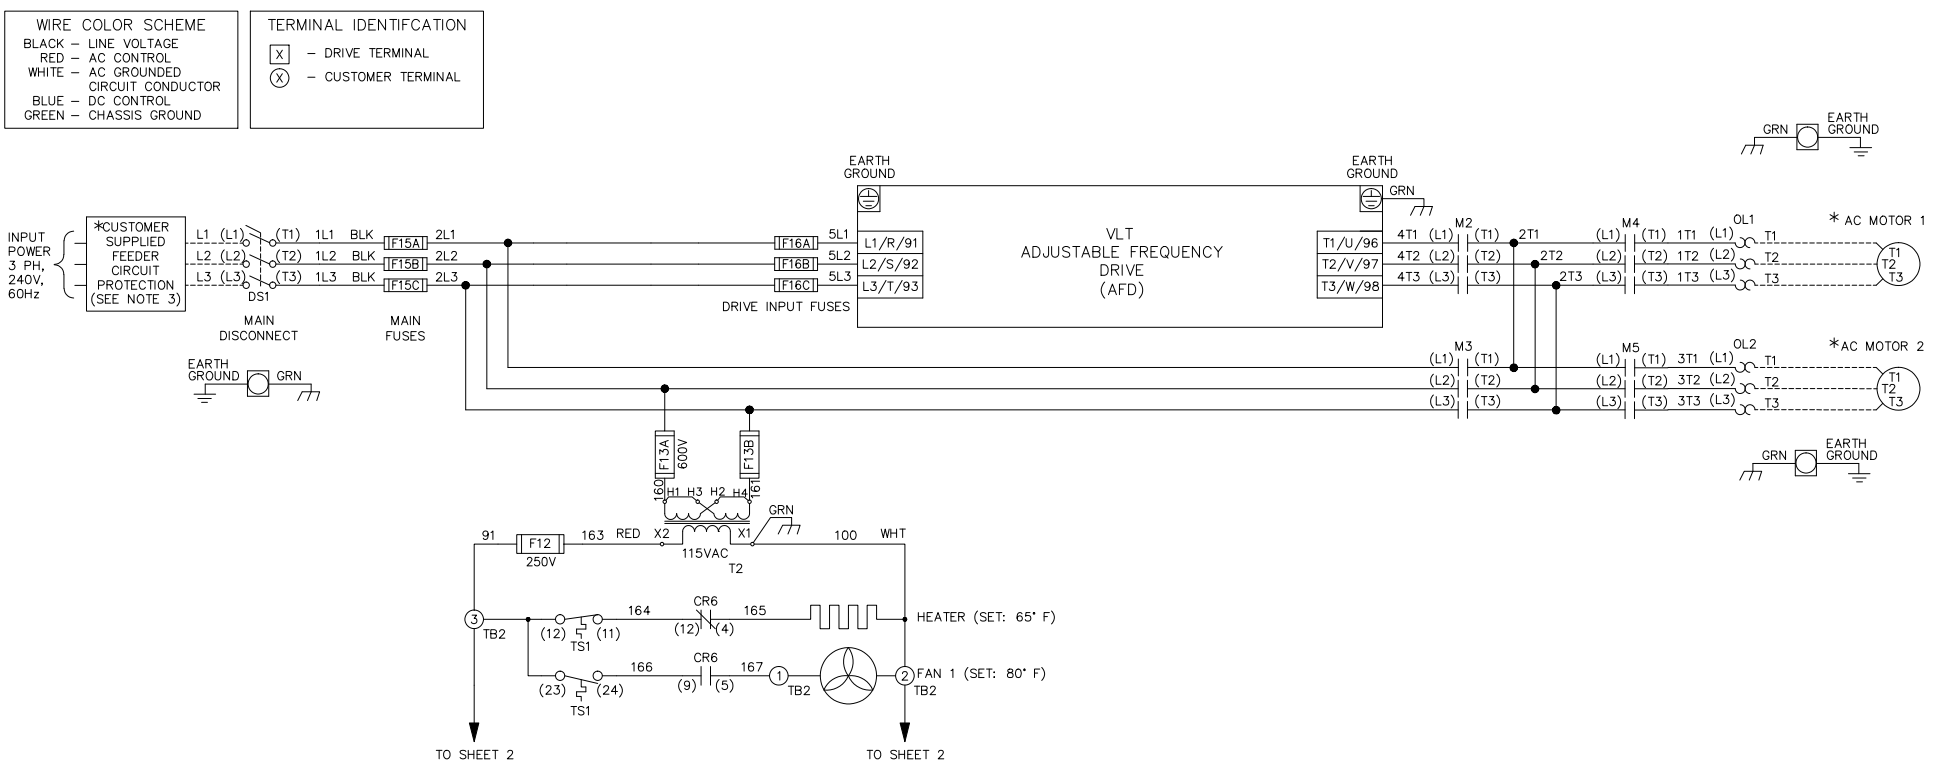 WIRE COLOR SCHEME
BLACK – LINE VOLTAGE
RED – AC CONTROL
WHITE – AC GROUNDED
CIRCUIT CONDUCTOR
BLUE – DC CONTROL
GREEN – CHASSIS GROUND
TERMINAL IDENTIFCATION
X – DRIVE TERMINAL
X – CUSTOMER TERMINAL
GRN
EARTH
GROUND
EARTH
GROUND
EARTH
GROUND
GRN
INPUT
POWER
3 PH,
240V,
60Hz
*CUSTOMER
SUPPLIED
FEEDER
CIRCUIT
PROTECTION
(SEE NOTE 3)
L1 (L1) (T1) 1L1 BLK F15A 2L1 F16A 5L1 L1/R/91
L2 (L2) (T2) 1L2 BLK F15B 2L2 F16B 5L2 L2/S/92
L3 (L3) (T3) 1L3 BLK F15C 2L3 F16C 5L3 L3/T/93
DS1
MAIN
DISCONNECT
MAIN
FUSES
DRIVE INPUT FUSES
VLT
ADJUSTABLE FREQUENCY
DRIVE
(AFD)
M2 M4 OL1 * AC MOTOR 1
T1/U/96 4T1 (L1) (T1) 2T1 (L1) (T1) 1T1 (L1) T1 T1
T2/V/97 4T2 (L2) (T2) 2T2 (L2) (T2) 1T2 (L2) T2 T2
T3/W/98 4T3 (L3) (T3) 2T3 (L3) (T3) 1T3 (L3) T3 T3
EARTH
GROUND GRN
M3 M5 OL2 *AC MOTOR 2
(L1) (T1) (L1) (T1) 3T1 (L1) T1 T1
(L2) (T2) (L2) (T2) 3T2 (L2) T2 T2
(L3) (T3) (L3) (T3) 3T3 (L3) T3 T3
GRN
EARTH
GROUND
F13A
600V
F13B
160
161
H1 H3 H2 H4
GRN
91 F12 163 RED X2 X1 100 WHT
250V
115VAC
T2
CR6
3 164 165 HEATER (SET: 65° F)
TB2 (12) (11) (12) (4)
TS1
CR6
166 167 1 2 FAN 1 (SET: 80° F)
(23) (24) (9) (5) TB2 TB2
TS1
TO SHEET 2
TO SHEET 2